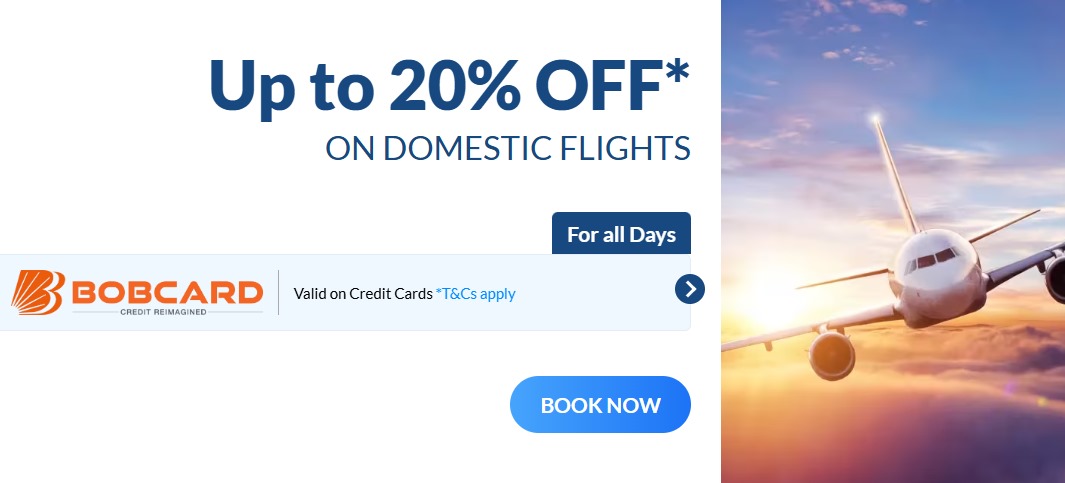 Up to 20% OFF*
ON DOMESTIC FLIGHTS
For all Days
BOBCARD
CREDIT REIMAGINED
Valid on Credit Cards *T&Cs apply
BOOK NOW